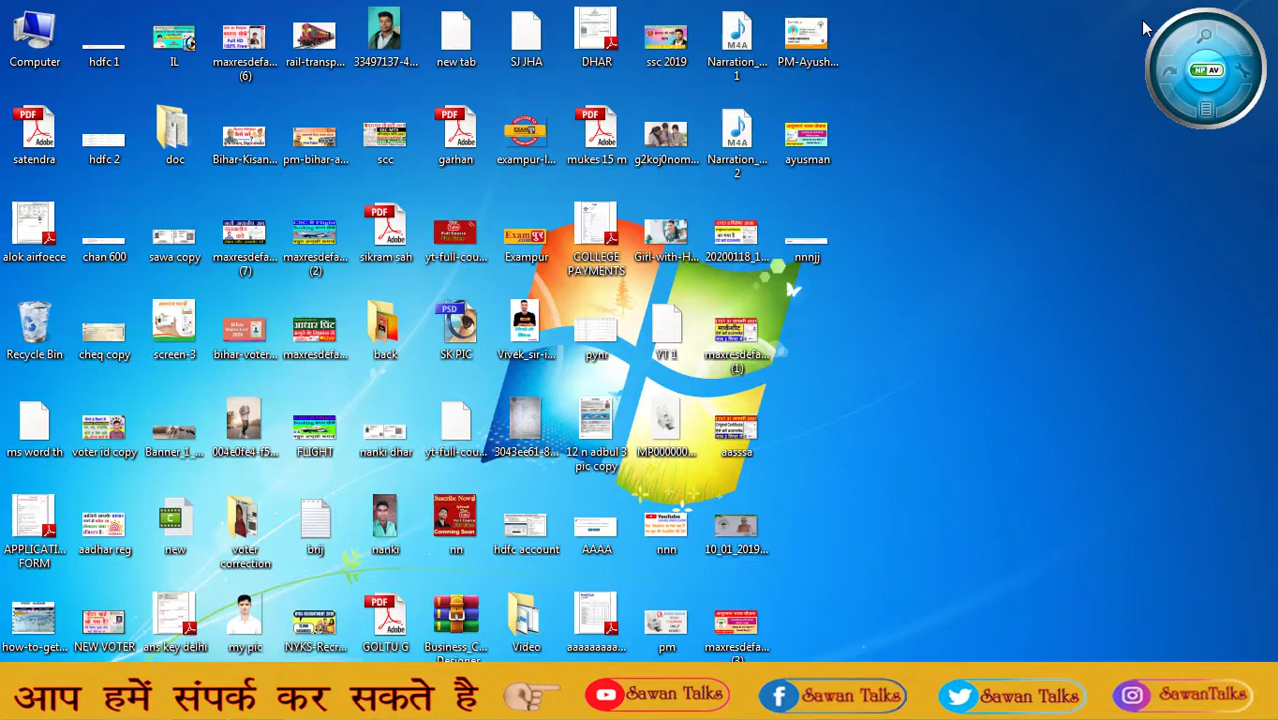 Computer
hdfc 1
IL
maxresdefa...
(6)
rail-transp...
33497137-4...
new tab
SJ JHA
DHAR
ssc 2019
Narration_...
1
PM-Ayush...
NP AV
satendra
hdfc 2
doc
Bihar-Kisan...
pm-bihar-a...
scc
garhan
exampur-l...
mukes 15 m
g2koj0nom...
Narration_...
2
ayusman
alok airfoece
chan 600
sawa copy
maxresdefa...
(7)
maxresdefa...
(2)
sikram sah
yt-full-cou...
Exampur
COLLEGE
PAYMENTS
Girl-with-H...
20200118_1...
nnnjj
Recycle Bin
cheq copy
screen-3
bihar-voter...
maxresdefa...
back
SK PIC
Vivek_sir-i...
pynr
YT 1
maxresdefa...
(1)
ms word th
voter id copy
Banner_1_...
004e0fe4-f5...
FLIGHT
nanki dhar
yt-full-cou...
3043ee61-8...
12 n adbul 3
pic copy
MP000000...
aasssa
APPLICATI...
FORM
aadhar reg
new
voter
correction
brij
nanki
nn
hdfc account
AAAA
nnn
10_01_2019...
how-to-get...
NEW VOTER
ans key delhi
my pic
NYKS-Recr...
GOLTU G
Business_C...
Designer
Video
aaaaaaaaa...
pm
maxresdefa...
(3)
आप हमें संपर्क कर सकते है
Sawan Talks
Sawan Talks
Sawan Talks
SawanTalks